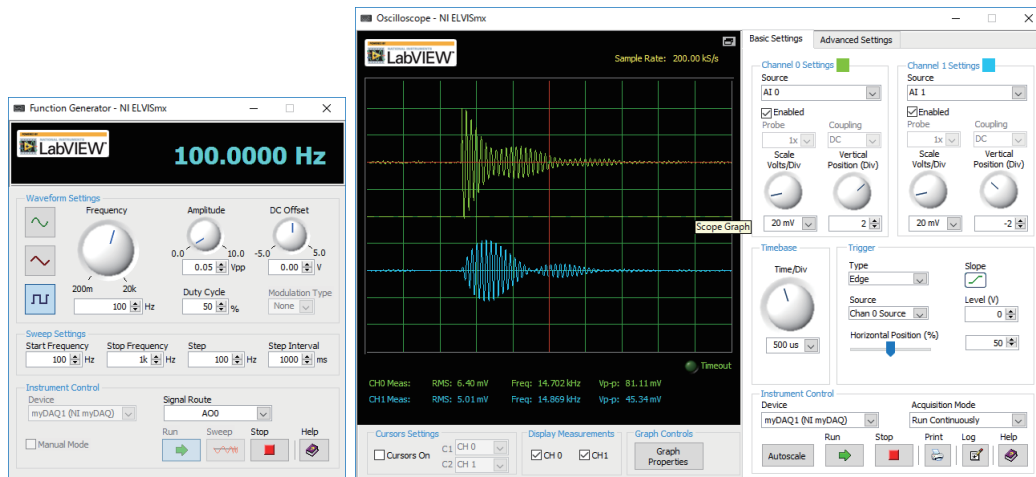 Function Generator - NI ELVISmx
LabVIEW
100.0000 Hz
Waveform Settings
Frequency
Amplitude
DC Offset
0.0
10.0
-5.0
5.0
0.05
Vpp
0.00
V
200m
20k
100
Hz
Duty Cycle
50
%
Modulation Type
None
Sweep Settings
Start Frequency
Stop Frequency
Step
Step Interval
100
Hz
1k
Hz
100
Hz
1000
ms
Instrument Control
Device
myDAQ1 (NI myDAQ)
Signal Route
AO0
Manual Mode
Run
Sweep
Stop
Help
Oscilloscope - NI ELVISmx
LabVIEW
Sample Rate: 200.00 kS/s
Scope Graph
Timeout
CH0 Meas: RMS: 6.40 mV Freq: 14.702 kHz Vp-p: 81.11 mV
CH1 Meas: RMS: 5.01 mV Freq: 14.869 kHz Vp-p: 45.34 mV
Cursors Settings
Cursors On
C1
CH 0
C2
CH 1
Display Measurements
CH 0
CH1
Graph Controls
Graph
Properties
Basic Settings
Advanced Settings
Channel 0 Settings
Source
AI 0
Enabled
Probe
Coupling
1x
DC
Scale
Volts/Div
Vertical
Position (Div)
20 mV
2
Channel 1 Settings
Source
AI 1
Enabled
Probe
Coupling
1x
DC
Scale
Volts/Div
Vertical
Position (Div)
20 mV
-2
Timebase
Time/Div
500 us
Trigger
Type
Edge
Slope
Source
Chan 0 Source
Level (V)
0
Horizontal Position (%)
50
Instrument Control
Device
myDAQ1 (NI myDAQ)
Acquisition Mode
Run Continuously
Autoscale
Run
Stop
Print
Log
Help